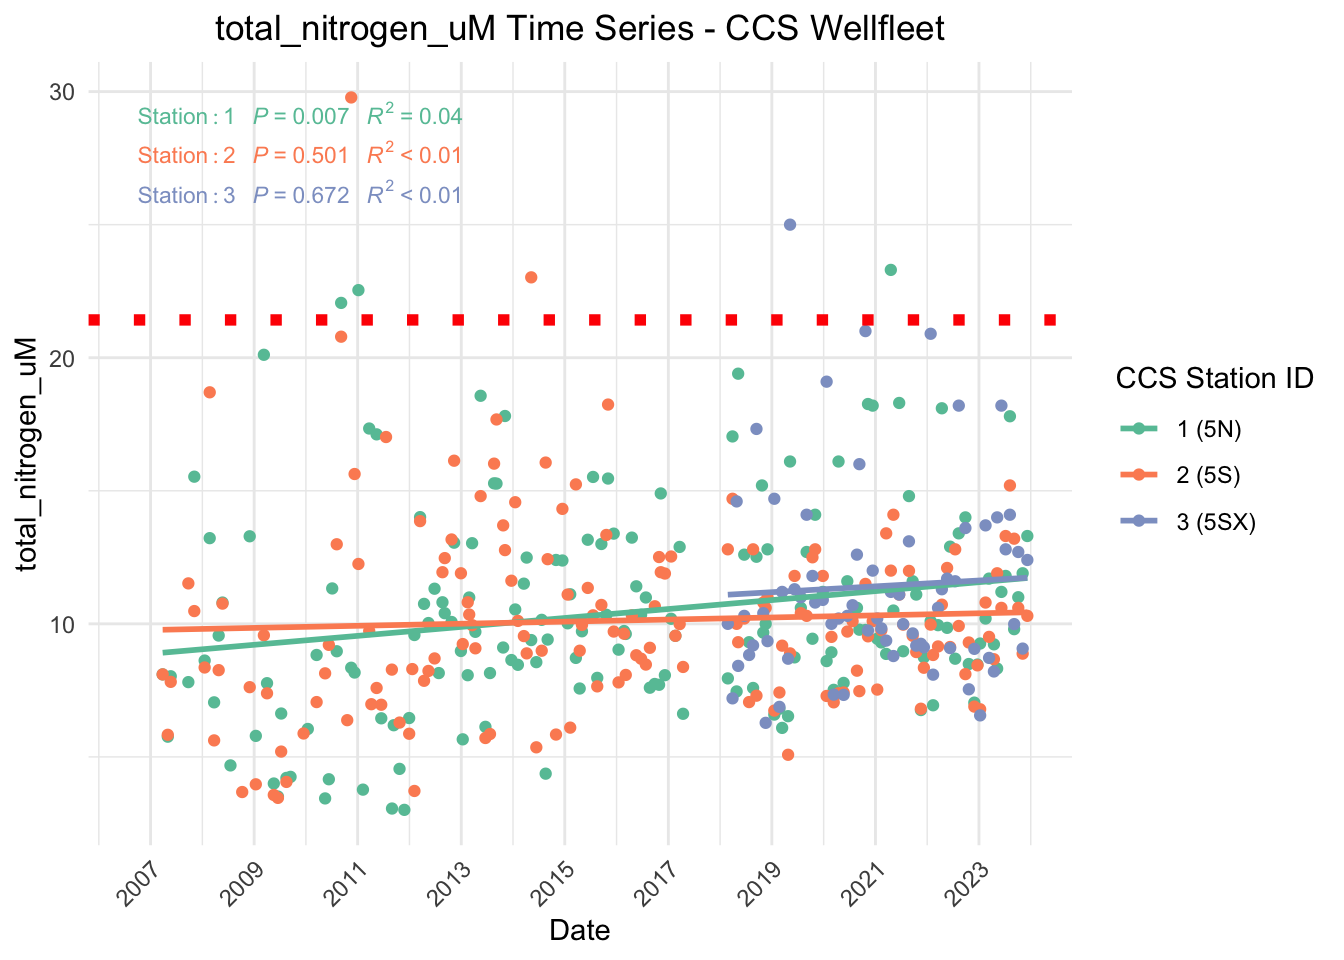 total_nitrogen_uM Time Series - CCS Wellfleet
30
Station: 1 P = 0.007 R² = 0.04
Station: 2 P = 0.501 R² < 0.01
Station: 3 P = 0.672 R² < 0.01
20
10
total_nitrogen_uM
2007 2009 2011 2013 2015 2017 2019 2021 2023
Date
CCS Station ID
1 (5N)
2 (5S)
3 (5SX)